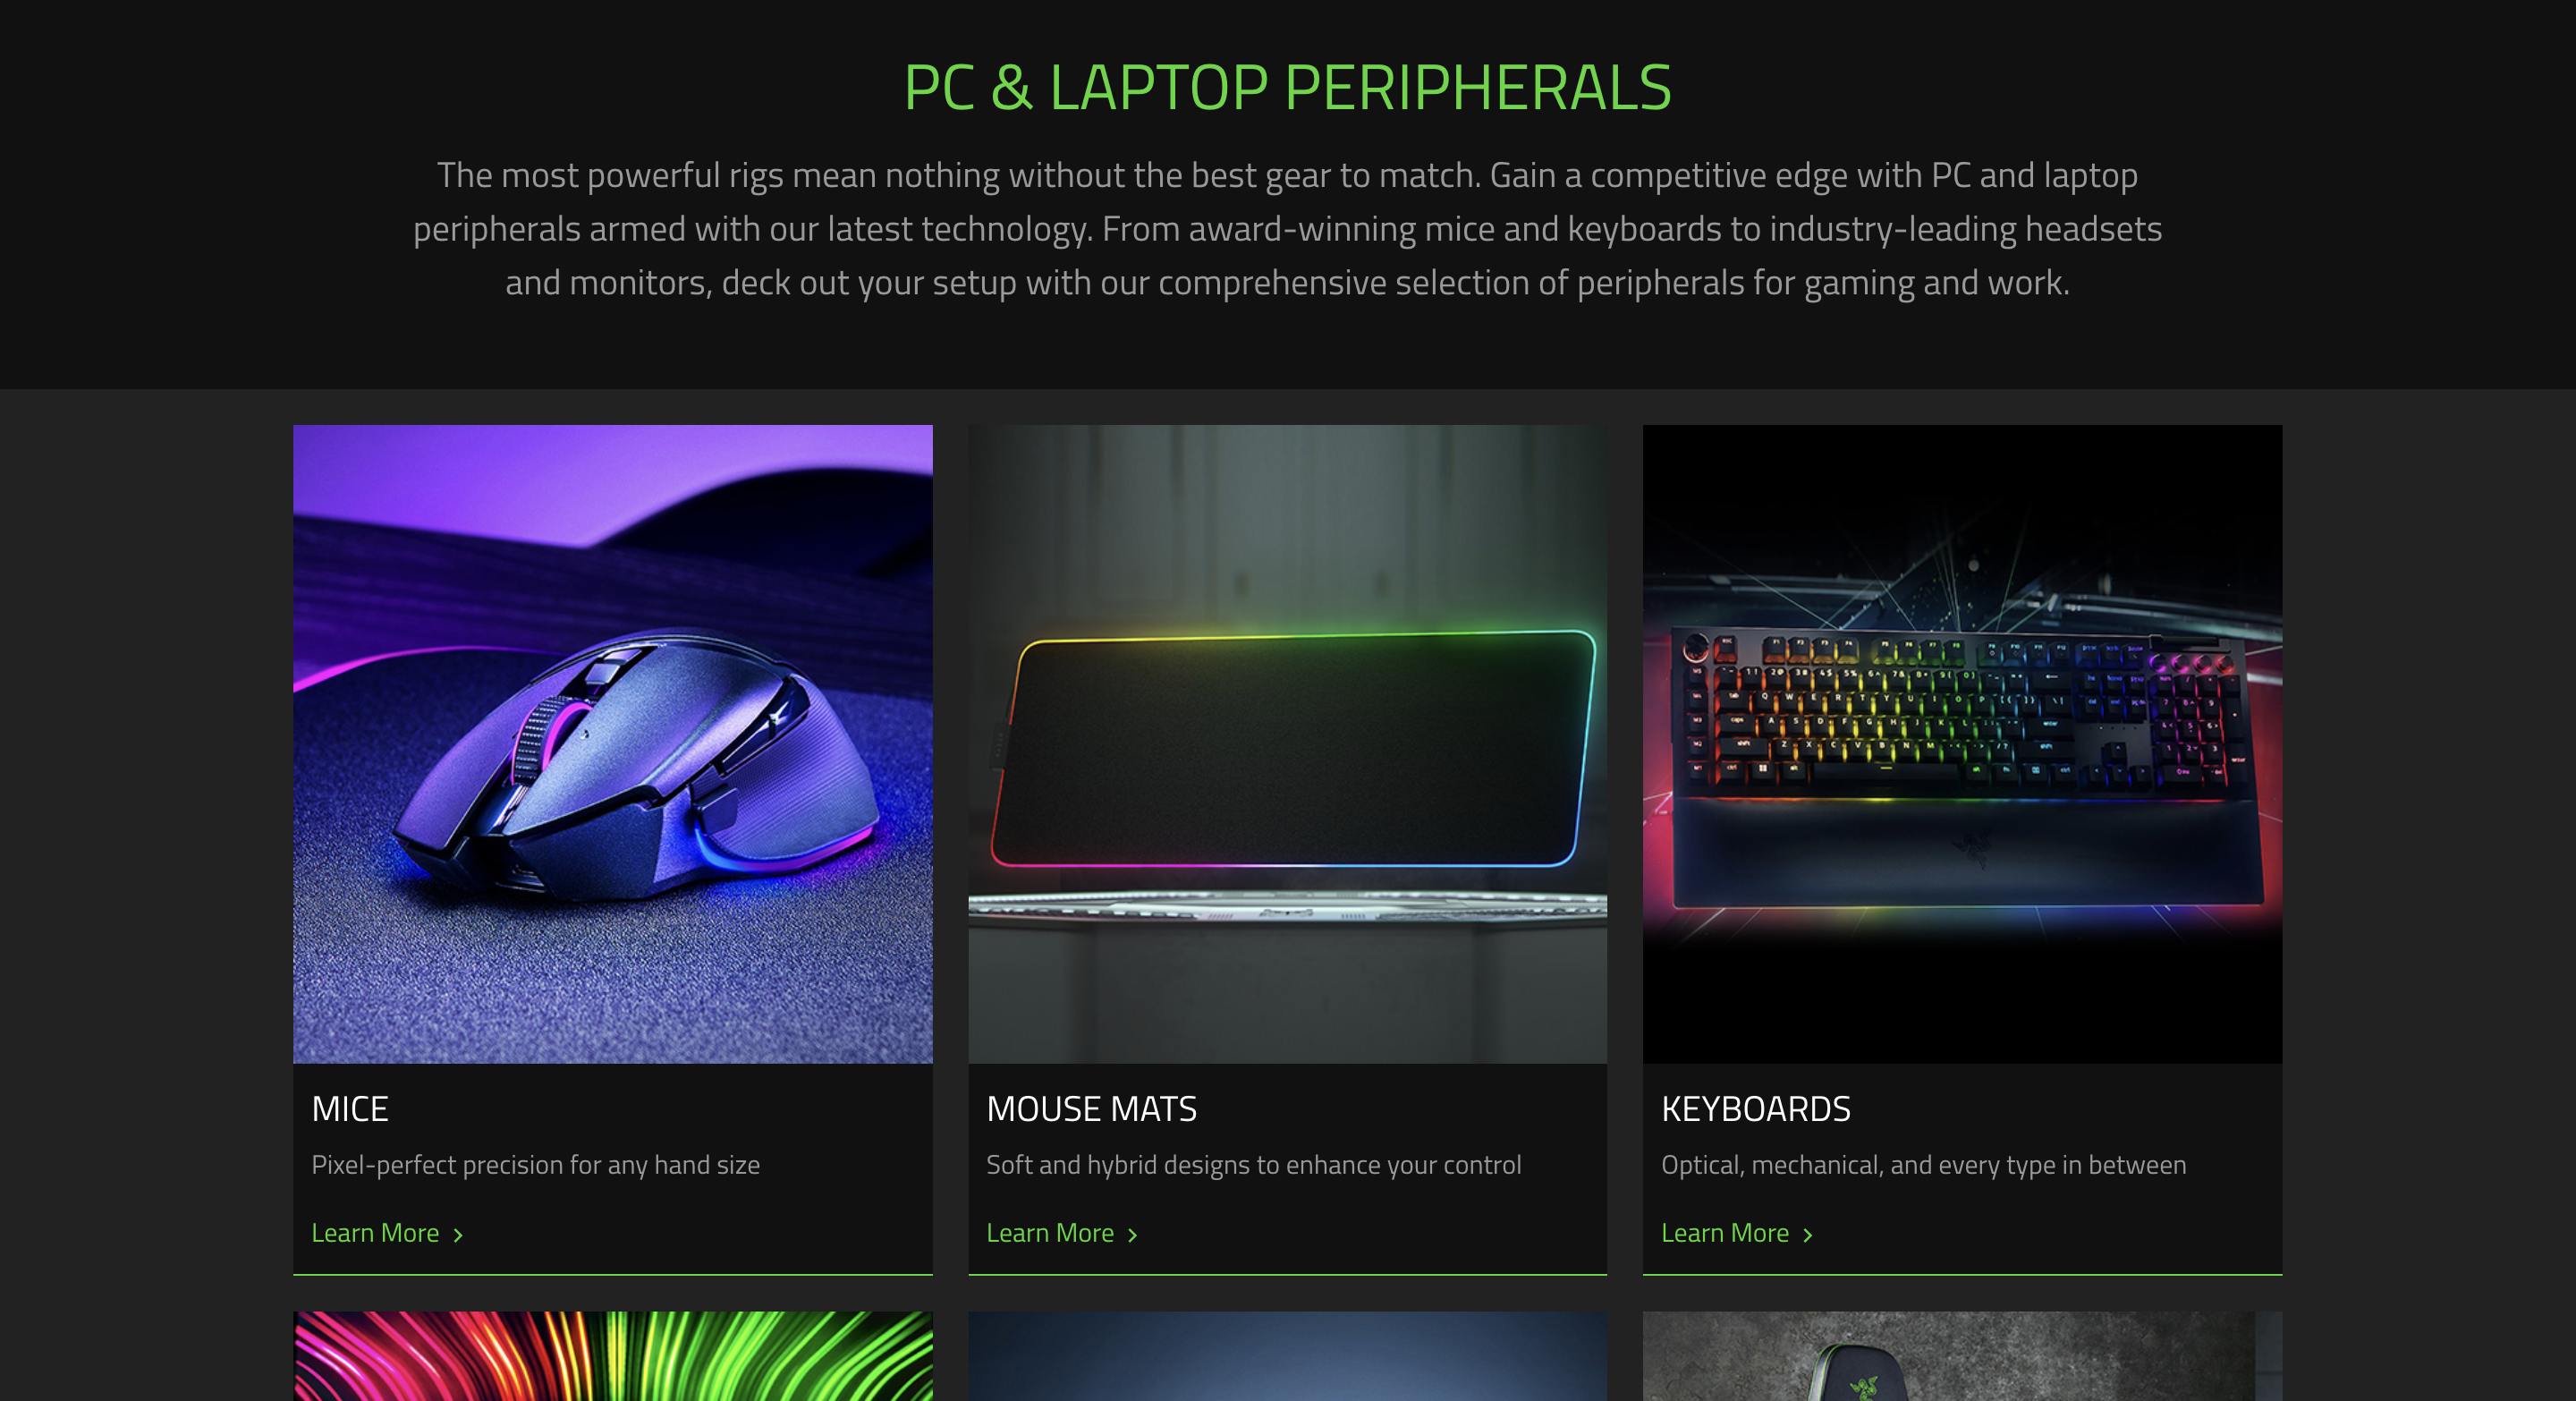 PC & LAPTOP PERIPHERALS
The most powerful rigs mean nothing without the best gear to match. Gain a competitive edge with PC and laptop
peripherals armed with our latest technology. From award-winning mice and keyboards to industry-leading headsets
and monitors, deck out your setup with our comprehensive selection of peripherals for gaming and work.
MICE
Pixel-perfect precision for any hand size
Learn More
MOUSE MATS
Soft and hybrid designs to enhance your control
Learn More
KEYBOARDS
Optical, mechanical, and every type in between
Learn More